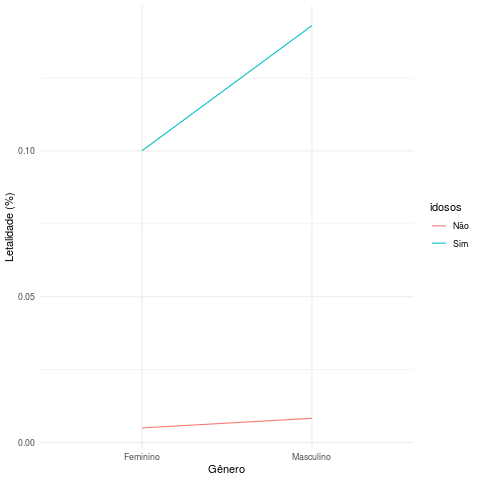 Letalidade (%)
0.10
0.05
0.00
Feminino
Masculino
Gênero
idosos
Não
Sim